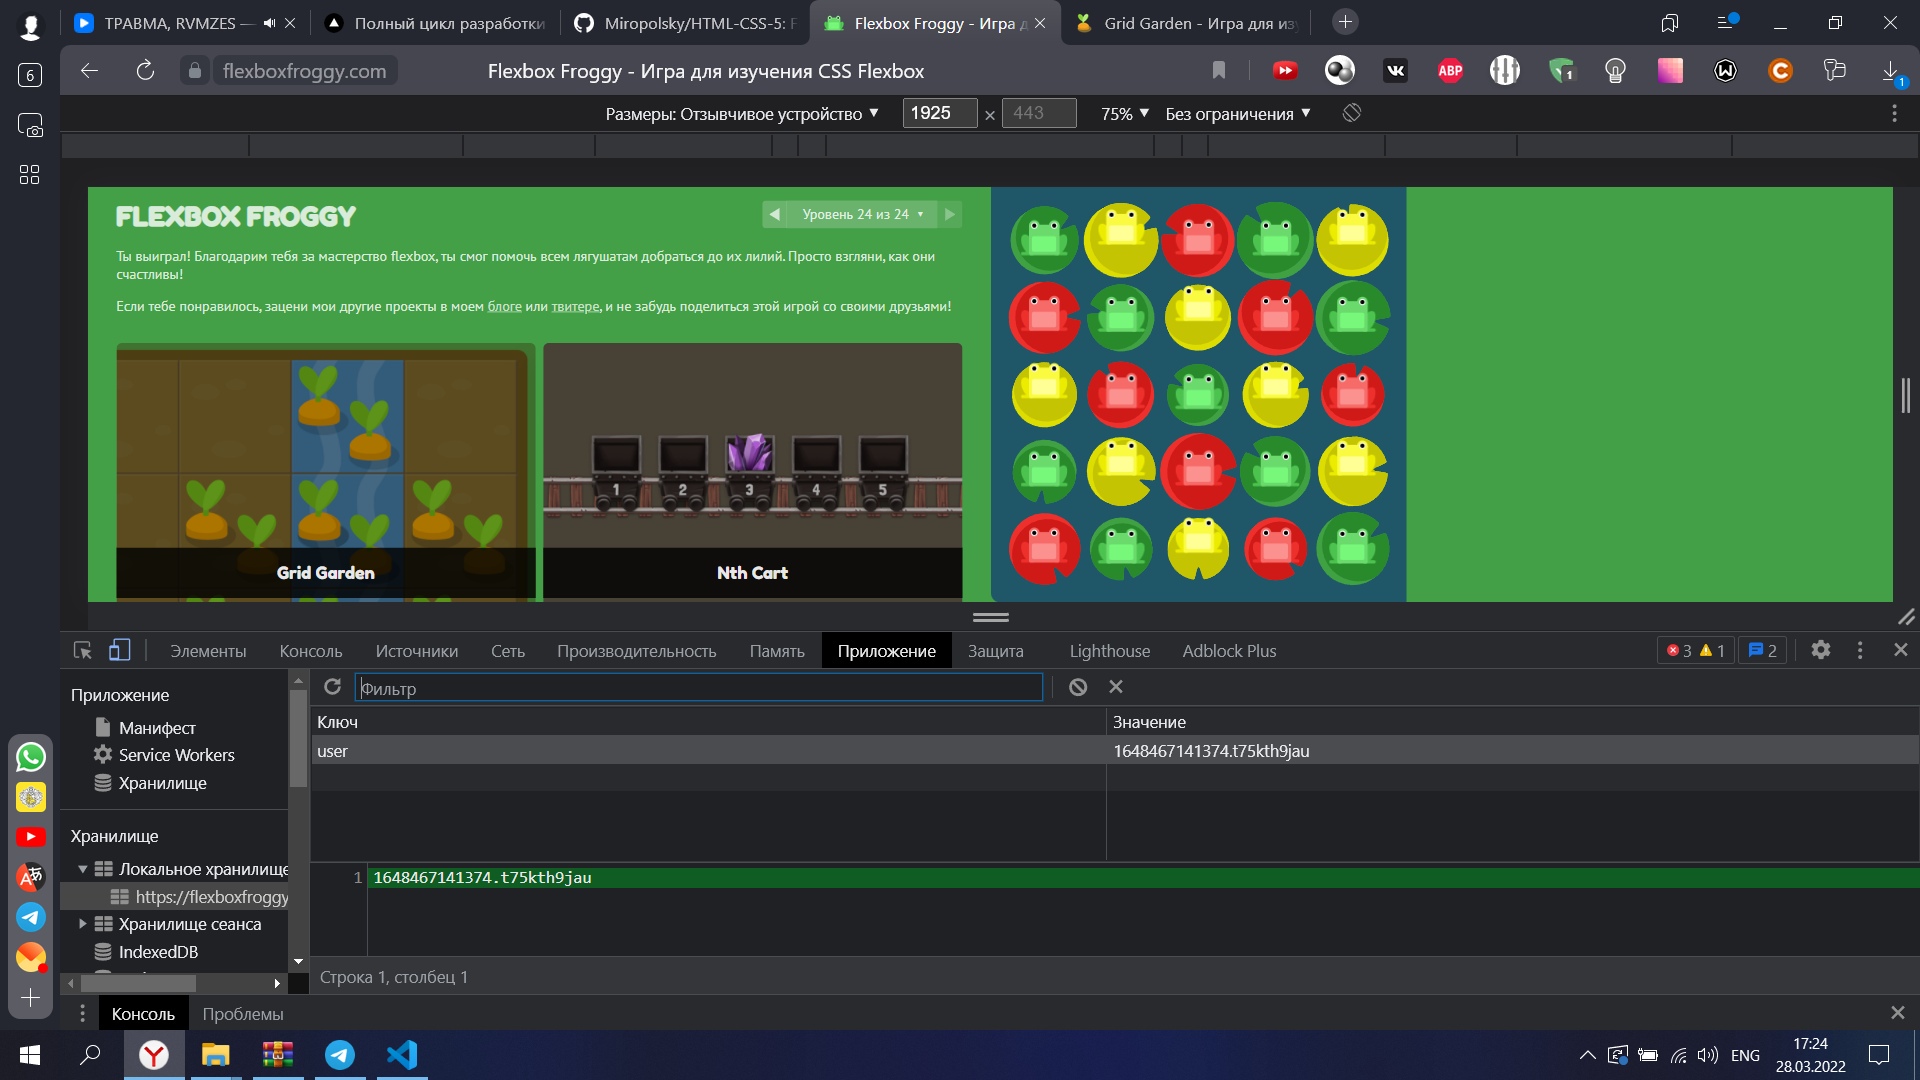 ТРАВМА, RVMZES —
Полный цикл разработки
Miropolsky/HTML-CSS-5: F
Flexbox Froggy - Игра д
Grid Garden - Игра для из
6
flexboxfroggy.com
Flexbox Froggy - Игра для изучения CSS Flexbox
ABP
1
1
Размеры: Отзывчивое устройство
1925
×
443
75%
Без ограничения
FLEXBOX FROGGY
Уровень 24 из 24
Ты выиграл! Благодарим тебя за мастерство flexbox, ты смог помочь всем лягушатам добраться до их лилий. Просто взгляни, как они
счастливы!
Если тебе понравилось, зацени мои другие проекты в моем блоге или твитере, и не забудь поделиться этой игрой со своими друзьями!
1
2
3
4
5
Grid Garden
Nth Cart
Элементы
Консоль
Источники
Сеть
Производительность
Память
Приложение
Защита
Lighthouse
Adblock Plus
3
1
2
Приложение
Манифест
Service Workers
Хранилище
Хранилище
Локальное хранилище
https://flexboxfroggy
Хранилище сеанса
IndexedDB
Фильтр
Ключ
Значение
user
1648467141374.t75kth9jau
1
1648467141374.t75kth9jau
Строка 1, столбец 1
Консоль
Проблемы
ENG
17:24
28.03.2022